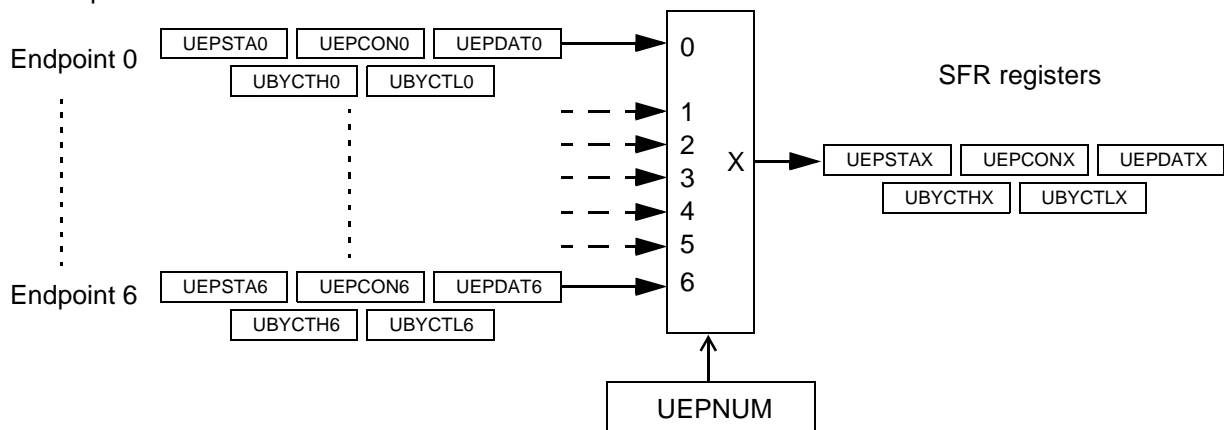 Endpoint 0
UEPSTA0 UEPCON0 UEPDAT0
UBYCTH0 UBYCTL0
0
SFR registers
1
2
3
4
5
6
X
UEPSTAX UEPCONX UEPDATX
UBYCTHX UBYCTLX
Endpoint 6
UEPSTA6 UEPCON6 UEPDAT6
UBYCTH6 UBYCTL6
UEPNUM